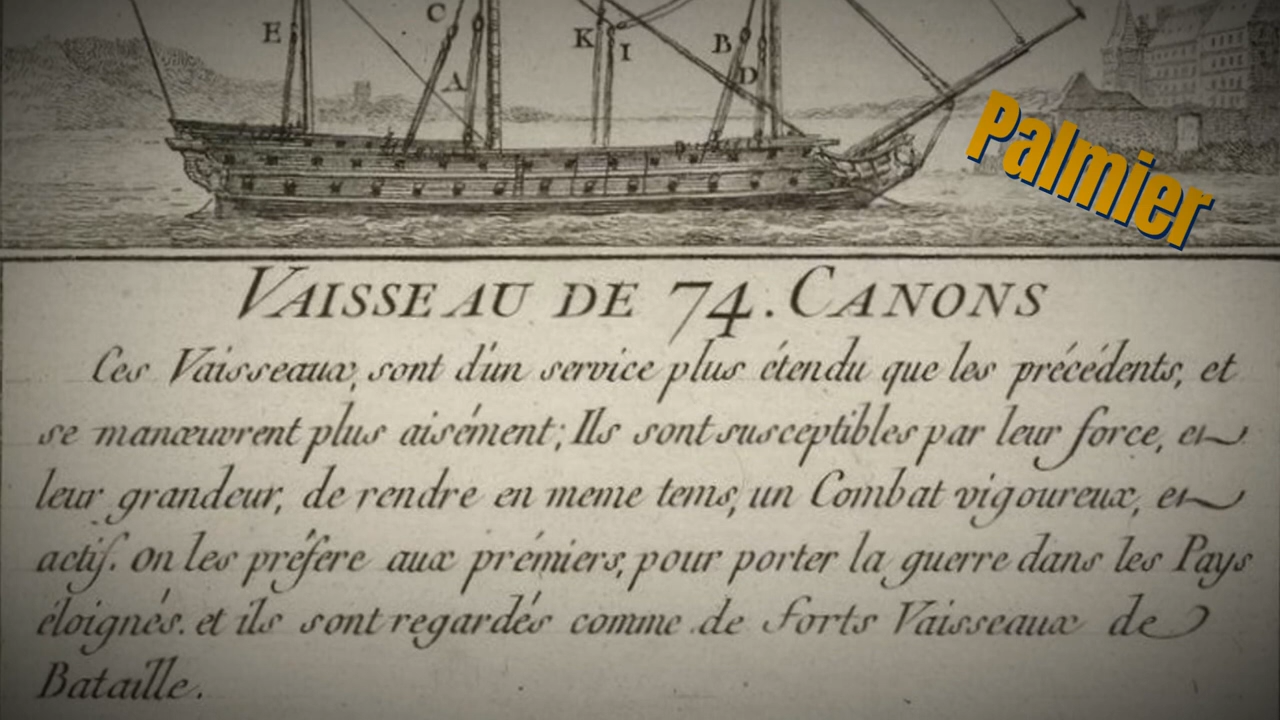 E
C
A
K
I
B
D
Palmier
VAISSEAU DE 74. CANONS
Ces Vaisseaux, sont d'un service plus étendu que les précédents, et
se manœuvrent plus aisément; Ils sont susceptibles par leur force, et
leur grandeur, de rendre en meme tems, un Combat vigoureux, et
actif. on les préfere aux prémiers, pour porter la guerre dans les Pays
éloignés. et ils sont regardés comme de forts Vaisseaux de
Bataille.